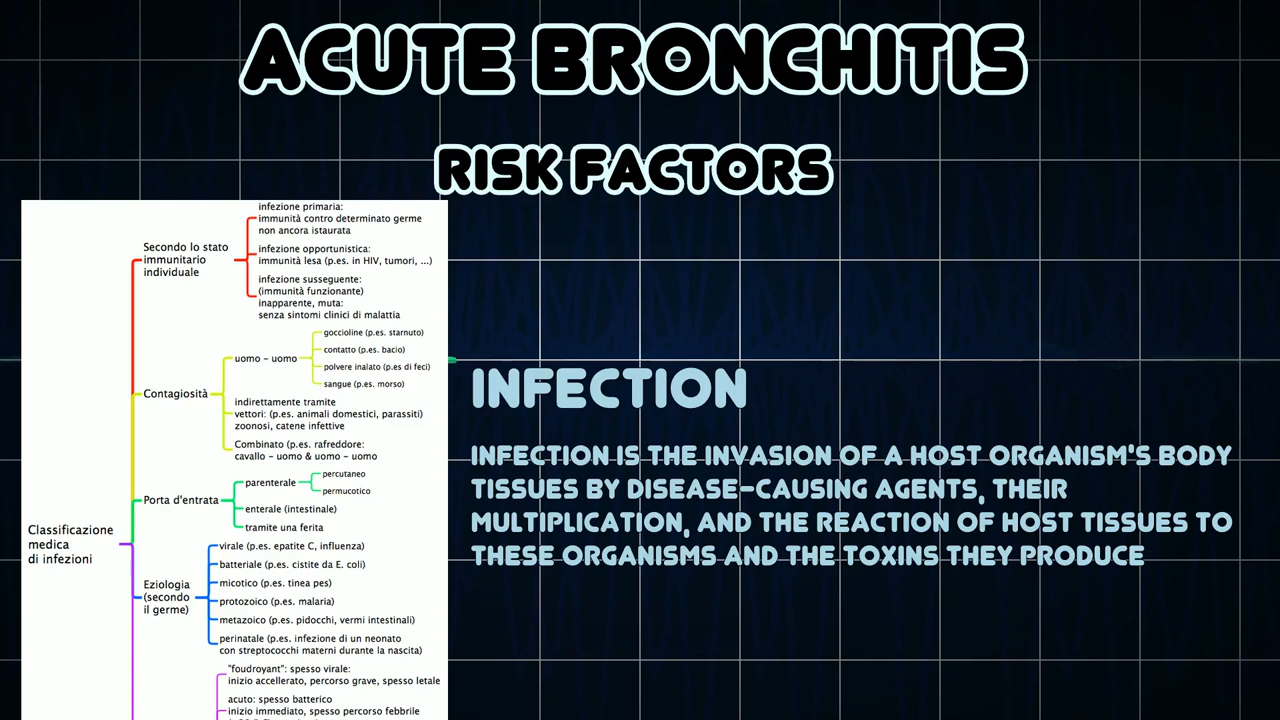 ACUTE BRONCHITIS
RISK FACTORS
infezione primaria:
immunità contro determinato germe
non ancora istaurata
Secondo lo stato
immunitario
individuale
infezione opportunistica:
immunità lesa (p.es. in HIV, tumori, ...)
infezione susseguente:
(immunità funzionante)
inapparente, muta:
senza sintomi clinici di malattia
goccioline (p.es. starnuto)
contatto (p.es. bacio)
uomo - uomo
polvere inalato (p.es di feci)
sangue (p.es. morso)
Contagiosità
indirettamente tramite
vettori: (p.es. animali domestici, parassiti)
zoonosi, catene infettive
Combinato (p.es. rafreddore:
cavallo - uomo & uomo - uomo
percutaneo
parenterale
permucotico
Porta d'entrata
enterale (intestinale)
tramite una ferita
Classificazione
medica
di infezioni
virale (p.es. epatite C, influenza)
batteriale (p.es. cistite da E. coli)
micotico (p.es. tinea pes)
Eziologia
(secondo
il germe)
protozoico (p.es. malaria)
metazoico (p.es. pidocchi, vermi intestinali)
perinatale (p.es. infezione di un neonato
con streptococchi materni durante la nascita)
"foudroyant": spesso virale:
inizio accellerato, percorso grave, spesso letale
acuto: spesso batterico
inizio immediato, spesso percorso febbrile
INFECTION
INFECTION IS THE INVASION OF A HOST ORGANISM'S BODY
TISSUES BY DISEASE-CAUSING AGENTS, THEIR
MULTIPLICATION, AND THE REACTION OF HOST TISSUES TO
THESE ORGANISMS AND THE TOXINS THEY PRODUCE